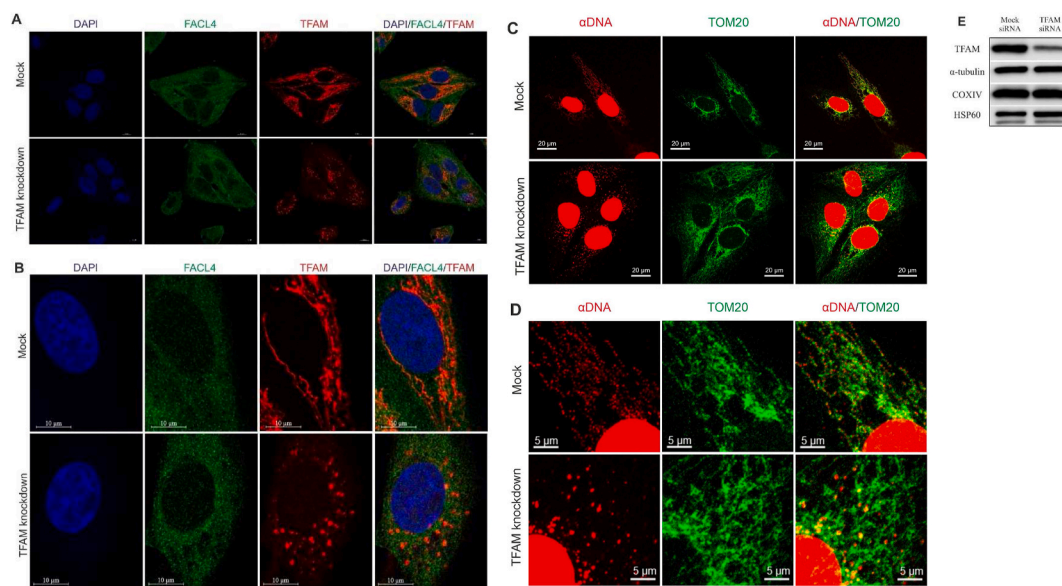 A
DAPI FACL4 TFAM DAPI/FACL4/TFAM
Mock
TFAM knockdown
B
DAPI FACL4 TFAM DAPI/FACL4/TFAM
Mock
10 μm 10 μm 10 μm 10 μm
TFAM knockdown
10 μm 10 μm 10 μm 10 μm
C
αDNA TOM20 αDNA/TOM20
Mock
20 μm 20 μm 20 μm
TFAM knockdown
20 μm 20 μm 20 μm
D
αDNA TOM20 αDNA/TOM20
Mock
5 μm 5 μm 5 μm
TFAM knockdown
5 μm 5 μm 5 μm
E
Mock siRNA TFAM siRNA
TFAM
α-tubulin
COXIV
HSP60